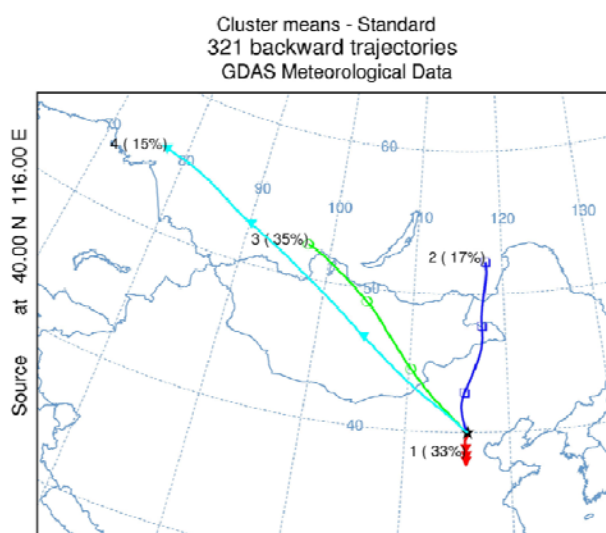 Cluster means - Standard
321 backward trajectories
GDAS Meteorological Data
Source at 40.00 N 116.00 E
70
4 ( 15%)
80
60
90
100
110
120
130
3 ( 35%)
2 ( 17%)
50
40
1 ( 33%)